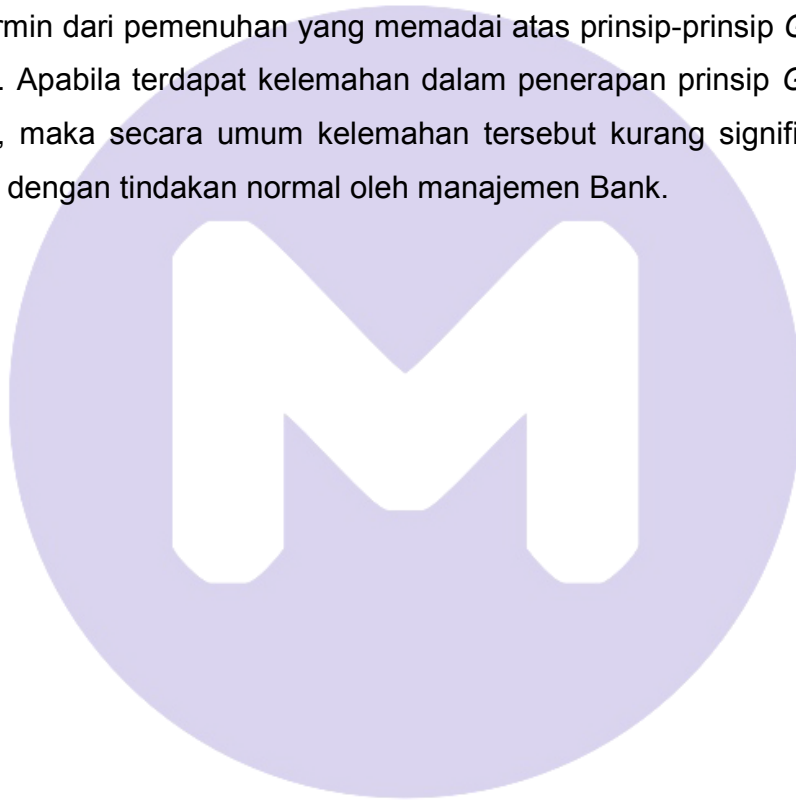 rmin dari pemenuhan yang memadai atas prinsip-prinsip G
. Apabila terdapat kelemahan dalam penerapan prinsip G
, maka secara umum kelemahan tersebut kurang signifi
dengan tindakan normal oleh manajemen Bank.
M